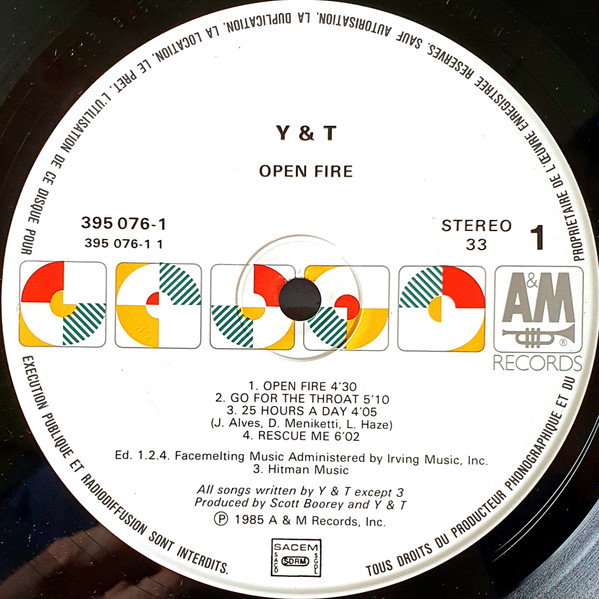 Y & T
OPEN FIRE
395 076-1
395 076-1 1
STEREO
33
1
A&M
®
RECORDS
1. OPEN FIRE 4'30
2. GO FOR THE THROAT 5'10
3. 25 HOURS A DAY 4'05
(J. Alves, D. Meniketti, L. Haze)
4. RESCUE ME 6'02
Ed. 1.2.4. Facemelting Music Administered by Irving Music, Inc.
3. Hitman Music
All songs written by Y & T except 3
Produced by Scott Boorey and Y & T
℗ 1985 A & M Records, Inc.
SACEM
SACD
SDRM
SGDL
TOUS DROITS DU PRODUCTEUR PHONOGRAPHIQUE ET DU PROPRIETAIRE DE L'ŒUVRE ENREGISTREE RESERVES. SAUF AUTORISATION, LA DUPLICATION, LA LOCATION, LE PRET, L'UTILISATION DE CE DISQUE POUR EXECUTION PUBLIQUE ET RADIODIFFUSION SONT INTERDITS.